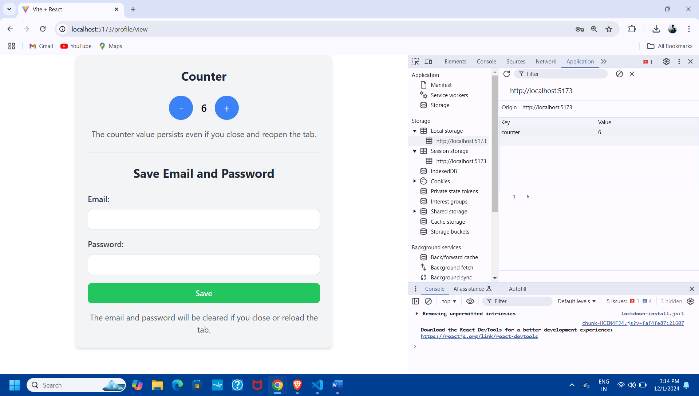 Vite + React
localhost:5173/profile/view
Gmail
YouTube
Maps
All Bookmarks
Counter
-
6
+
The counter value persists even if you close and reopen the tab.
Save Email and Password
Email:
Password:
Save
The email and password will be cleared if you close or reload the
tab.
Elements
Console
Sources
Network
Application
1
Filter
Application
Manifest
Service workers
Storage
Storage
Local storage
http://localhost:5173
Session storage
http://localhost:5173
IndexedDB
Cookies
Private state tokens
Interest groups
Shared storage
Cache storage
Storage buckets
Background services
Back/forward cache
Background fetch
Background sync
http://localhost:5173
Origin http://localhost:5173
Key
Value
counter
6
1 6
Console
AI assistance
Autofill
top
Filter
Default levels
5 Issues:
1
4
3 hidden
Removing unpermitted intrinsics
lockdown-install.js:1
Download the React DevTools for a better development experience:
https://reactjs.org/link/react-devtools
Search
ENG
IN
12/1/2024